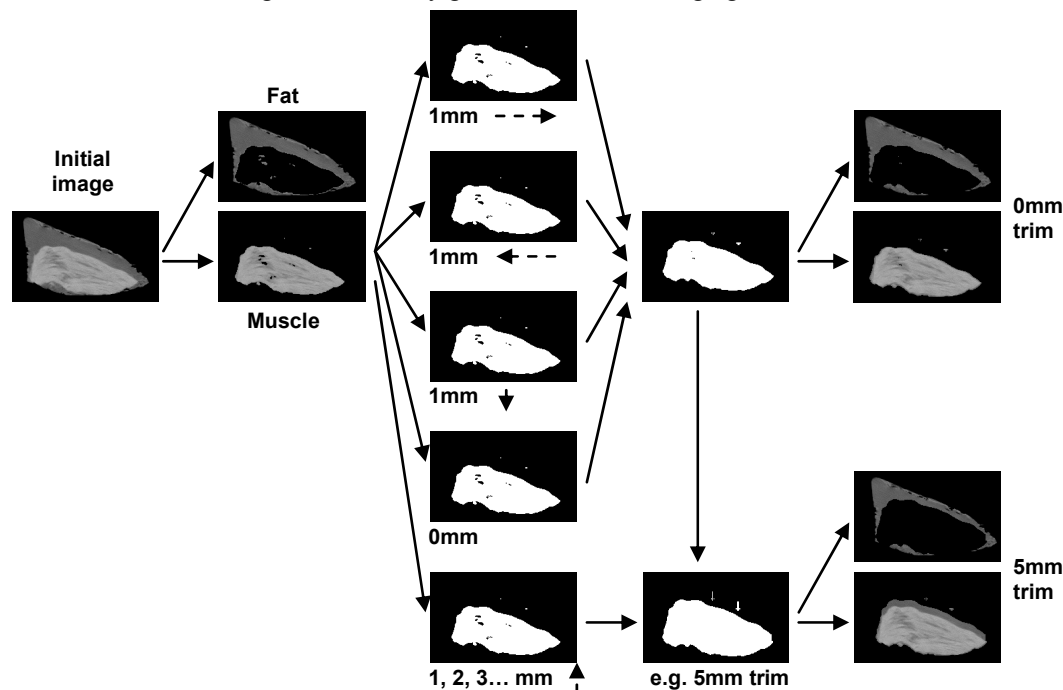 Fat
1mm
Initial
image
0mm
trim
1mm
Muscle
1mm
0mm
5mm
trim
1, 2, 3… mm
e.g. 5mm trim